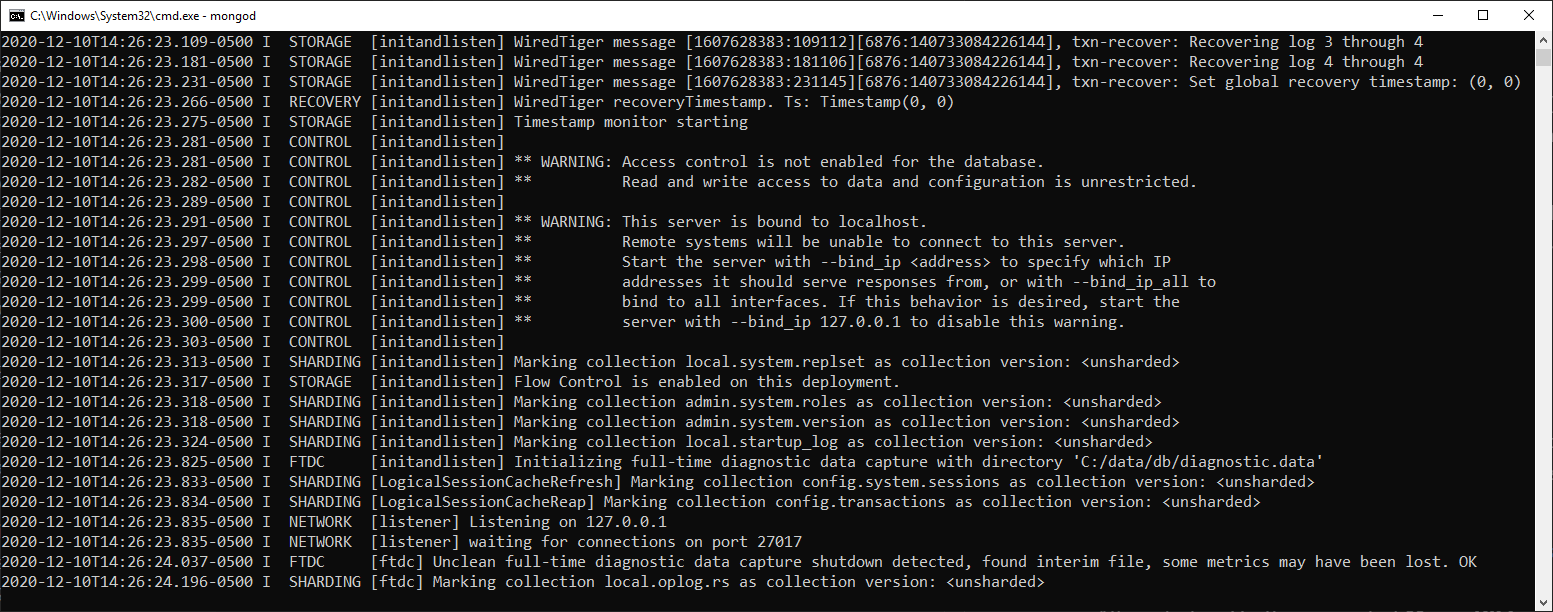 C:\Windows\System32\cmd.exe - mongod
2020-12-10T14:26:23.109-0500 I  STORAGE  [initandlisten] WiredTiger message [1607628383:109112][6876:140733084226144], txn-recover: Recovering log 3 through 4
2020-12-10T14:26:23.181-0500 I  STORAGE  [initandlisten] WiredTiger message [1607628383:181106][6876:140733084226144], txn-recover: Recovering log 4 through 4
2020-12-10T14:26:23.231-0500 I  STORAGE  [initandlisten] WiredTiger message [1607628383:231145][6876:140733084226144], txn-recover: Set global recovery timestamp: (0, 0)
2020-12-10T14:26:23.266-0500 I  RECOVERY [initandlisten] WiredTiger recoveryTimestamp. Ts: Timestamp(0, 0)
2020-12-10T14:26:23.275-0500 I  STORAGE  [initandlisten] Timestamp monitor starting
2020-12-10T14:26:23.281-0500 I  CONTROL  [initandlisten]
2020-12-10T14:26:23.281-0500 I  CONTROL  [initandlisten] ** WARNING: Access control is not enabled for the database.
2020-12-10T14:26:23.282-0500 I  CONTROL  [initandlisten] **          Read and write access to data and configuration is unrestricted.
2020-12-10T14:26:23.289-0500 I  CONTROL  [initandlisten]
2020-12-10T14:26:23.291-0500 I  CONTROL  [initandlisten] ** WARNING: This server is bound to localhost.
2020-12-10T14:26:23.297-0500 I  CONTROL  [initandlisten] **          Remote systems will be unable to connect to this server.
2020-12-10T14:26:23.298-0500 I  CONTROL  [initandlisten] **          Start the server with --bind_ip <address> to specify which IP
2020-12-10T14:26:23.299-0500 I  CONTROL  [initandlisten] **          addresses it should serve responses from, or with --bind_ip_all to
2020-12-10T14:26:23.299-0500 I  CONTROL  [initandlisten] **          bind to all interfaces. If this behavior is desired, start the
2020-12-10T14:26:23.300-0500 I  CONTROL  [initandlisten] **          server with --bind_ip 127.0.0.1 to disable this warning.
2020-12-10T14:26:23.303-0500 I  CONTROL  [initandlisten]
2020-12-10T14:26:23.313-0500 I  SHARDING [initandlisten] Marking collection local.system.replset as collection version: <unsharded>
2020-12-10T14:26:23.317-0500 I  STORAGE  [initandlisten] Flow Control is enabled on this deployment.
2020-12-10T14:26:23.318-0500 I  SHARDING [initandlisten] Marking collection admin.system.roles as collection version: <unsharded>
2020-12-10T14:26:23.318-0500 I  SHARDING [initandlisten] Marking collection admin.system.version as collection version: <unsharded>
2020-12-10T14:26:23.324-0500 I  SHARDING [initandlisten] Marking collection local.startup_log as collection version: <unsharded>
2020-12-10T14:26:23.825-0500 I  FTDC     [initandlisten] Initializing full-time diagnostic data capture with directory 'C:/data/db/diagnostic.data'
2020-12-10T14:26:23.833-0500 I  SHARDING [LogicalSessionCacheRefresh] Marking collection config.system.sessions as collection version: <unsharded>
2020-12-10T14:26:23.834-0500 I  SHARDING [LogicalSessionCacheReap] Marking collection config.transactions as collection version: <unsharded>
2020-12-10T14:26:23.835-0500 I  NETWORK  [listener] Listening on 127.0.0.1
2020-12-10T14:26:23.835-0500 I  NETWORK  [listener] waiting for connections on port 27017
2020-12-10T14:26:24.037-0500 I  FTDC     [ftdc] Unclean full-time diagnostic data capture shutdown detected, found interim file, some metrics may have been lost. OK
2020-12-10T14:26:24.196-0500 I  SHARDING [ftdc] Marking collection local.oplog.rs as collection version: <unsharded>